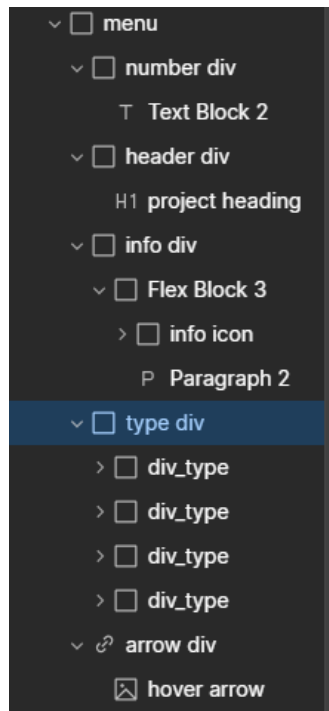 menu
number div
T Text Block 2
header div
H1 project heading
info div
Flex Block 3
info icon
P Paragraph 2
type div
div_type
div_type
div_type
div_type
arrow div
hover arrow